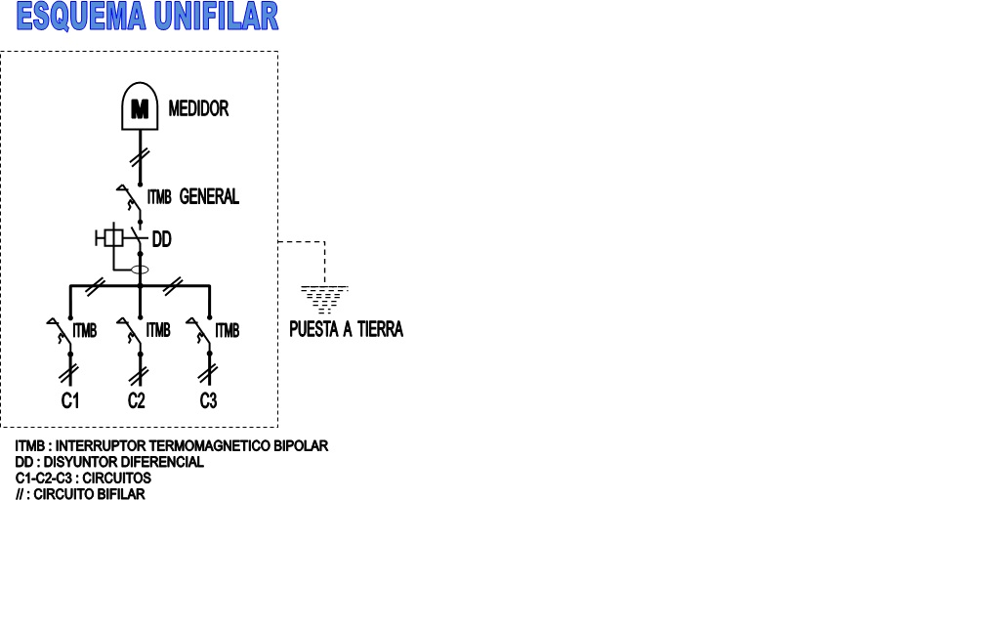 ESQUEMA UNIFILAR
M MEDIDOR
ITMB GENERAL
DD
ITMB ITMB ITMB
PUESTA A TIERRA
C1 C2 C3
ITMB : INTERRUPTOR TERMOMAGNETICO BIPOLAR
DD : DISYUNTOR DIFERENCIAL
C1-C2-C3 : CIRCUITOS
// : CIRCUITO BIFILAR